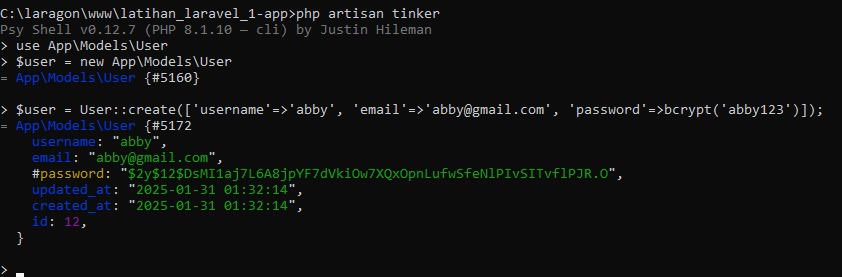 C:\laragon\www\latihan_laravel_1-app>php artisan tinker
Psy Shell v0.12.7 (PHP 8.1.10 — cli) by Justin Hileman
> use App\Models\User
> $user = new App\Models\User
= App\Models\User {#5160}
> $user = User::create(['username'=>'abby', 'email'=>'abby@gmail.com', 'password'=>bcrypt('abby123')]);
= App\Models\User {#5172
username: "abby",
email: "abby@gmail.com",
#password: "$2y$12$DsMI1aj7L6A8jpYF7dVkiOw7XQxOpnLufwSfeNlPIvSITvflPJR.O",
updated_at: "2025-01-31 01:32:14",
created_at: "2025-01-31 01:32:14",
id: 12,
}
>